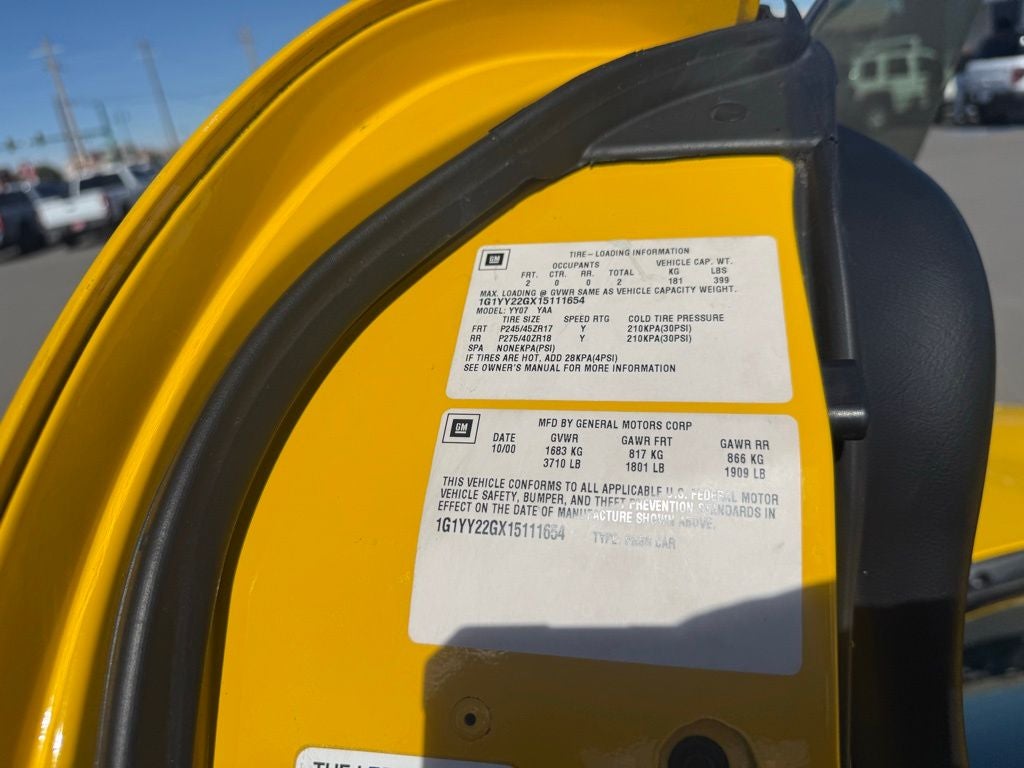 GM
TIRE-LOADING INFORMATION
OCCUPANTS VEHICLE CAP. WT.
FRT. CTR. RR. TOTAL KG LBS
2 0 0 2 181 399
MAX. LOADING @ GVWR SAME AS VEHICLE CAPACITY WEIGHT.
1G1YY22GX15111654
MODEL: YY07 YAA
TIRE SIZE SPEED RTG COLD TIRE PRESSURE
FRT P245/45ZR17 Y 210KPA(30PSI)
RR P275/40ZR18 Y 210KPA(30PSI)
SPA NONEKPA(PSI)
IF TIRES ARE HOT, ADD 28KPA(4PSI)
SEE OWNER'S MANUAL FOR MORE INFORMATION
GM
MFD BY GENERAL MOTORS CORP
DATE GVWR GAWR FRT GAWR RR
10/00 1683 KG 817 KG 866 KG
3710 LB 1801 LB 1909 LB
THIS VEHICLE CONFORMS TO ALL APPLICABLE U.S. FEDERAL MOTOR
VEHICLE SAFETY, BUMPER, AND THEFT PREVENTION STANDARDS IN
EFFECT ON THE DATE OF MANUFACTURE SHOWN ABOVE.
1G1YY22GX15111654 TYPE: PASS CAR
THE